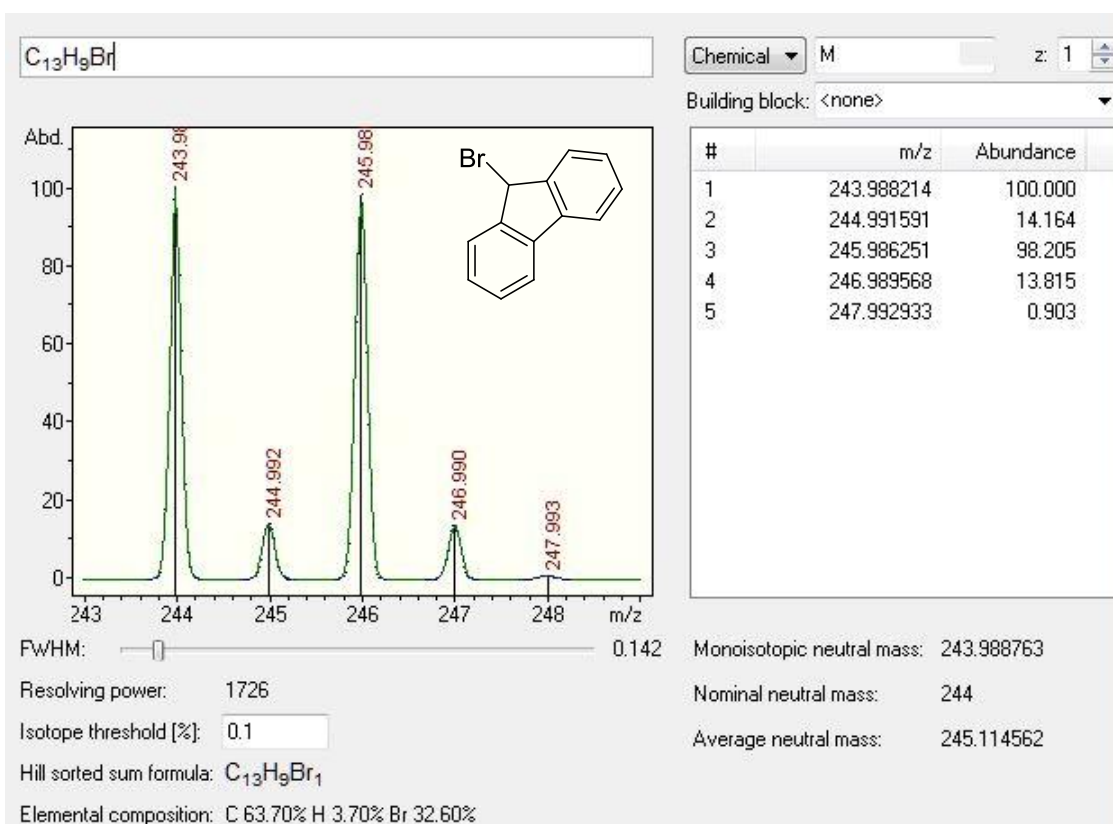 C₁₃H₉Br
Chemical M z: 1
Building block: <none>
Abd.
100
80
60
40
20
0
243.98
244.992
245.98
246.990
247.993
Br
243 244 245 246 247 248 m/z
# m/z Abundance
1 243.988214 100.000
2 244.991591 14.164
3 245.986251 98.205
4 246.989568 13.815
5 247.992933 0.903
FWHM: 0.142
Resolving power: 1726
Isotope threshold [%]: 0.1
Hill sorted sum formula: C₁₃H₉Br₁
Elemental composition: C 63.70% H 3.70% Br 32.60%
Monoisotopic neutral mass: 243.988763
Nominal neutral mass: 244
Average neutral mass: 245.114562